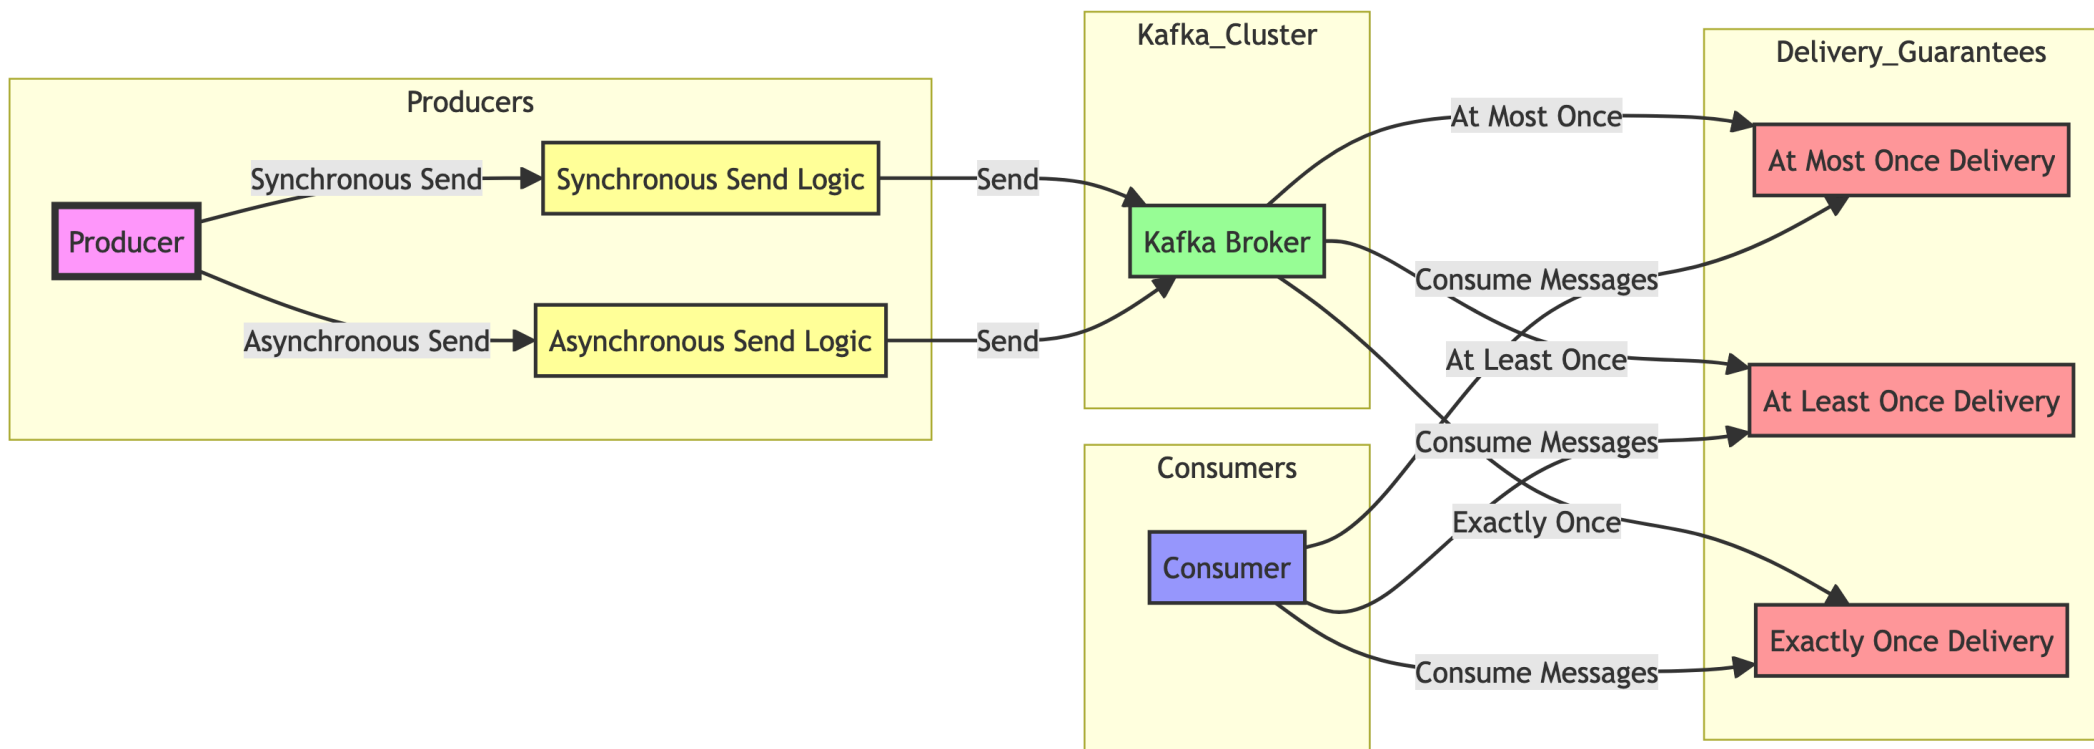 Producers
Producer
Synchronous Send
Asynchronous Send
Synchronous Send Logic
Asynchronous Send Logic
Send
Send
Kafka_Cluster
Kafka Broker
Consumers
Consumer
At Most Once
Consume Messages
At Least Once
Consume Messages
Exactly Once
Consume Messages
Delivery_Guarantees
At Most Once Delivery
At Least Once Delivery
Exactly Once Delivery